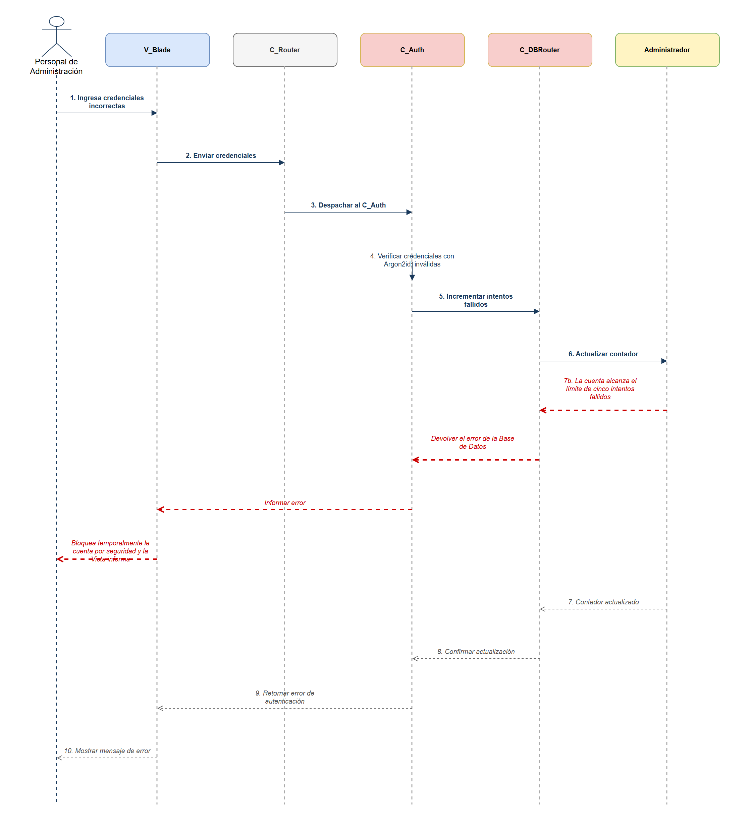 V_Blade
C_Router
C_Auth
C_DBRouter
Administrador
Personal de
Administración
1. Ingresa credenciales
incorrectas
2. Enviar credenciales
3. Despachar al C_Auth
4. Verificar credenciales con
Argon2id: inválidas
5. Incrementar intentos
fallidos
6. Actualizar contador
7b. La cuenta alcanza el
límite de cinco intentos
fallidos
Devolver el error de la Base
de Datos
Informar error
Bloquea temporalmente la
cuenta por seguridad y la
Vista informa
7. Contador actualizado
8. Confirmar actualización
9. Retornar error de
autenticación
10. Mostrar mensaje de error